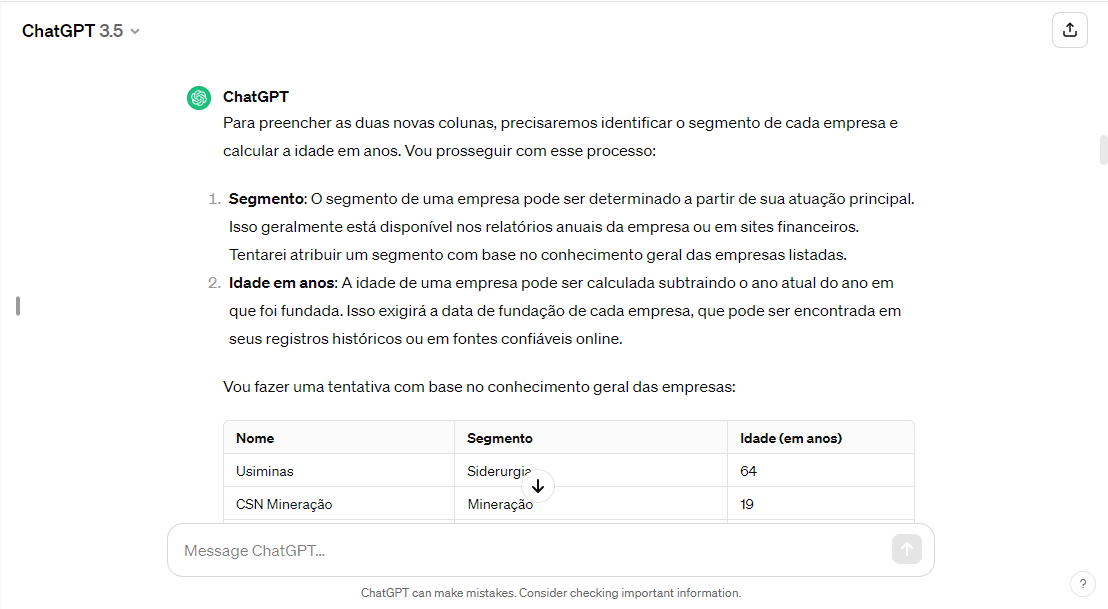 ChatGPT 3.5
ChatGPT
Para preencher as duas novas colunas, precisaremos identificar o segmento de cada empresa e
calcular a idade em anos. Vou prosseguir com esse processo:
1. Segmento: O segmento de uma empresa pode ser determinado a partir de sua atuação principal.
Isso geralmente está disponível nos relatórios anuais da empresa ou em sites financeiros.
Tentarei atribuir um segmento com base no conhecimento geral das empresas listadas.
2. Idade em anos: A idade de uma empresa pode ser calculada subtraindo o ano atual do ano em
que foi fundada. Isso exigirá a data de fundação de cada empresa, que pode ser encontrada em
seus registros históricos ou em fontes confiáveis online.
Vou fazer uma tentativa com base no conhecimento geral das empresas:
Nome Segmento Idade (em anos)
Usiminas Siderurgia 64
CSN Mineração Mineração 19
Message ChatGPT...
ChatGPT can make mistakes. Consider checking important information.
?